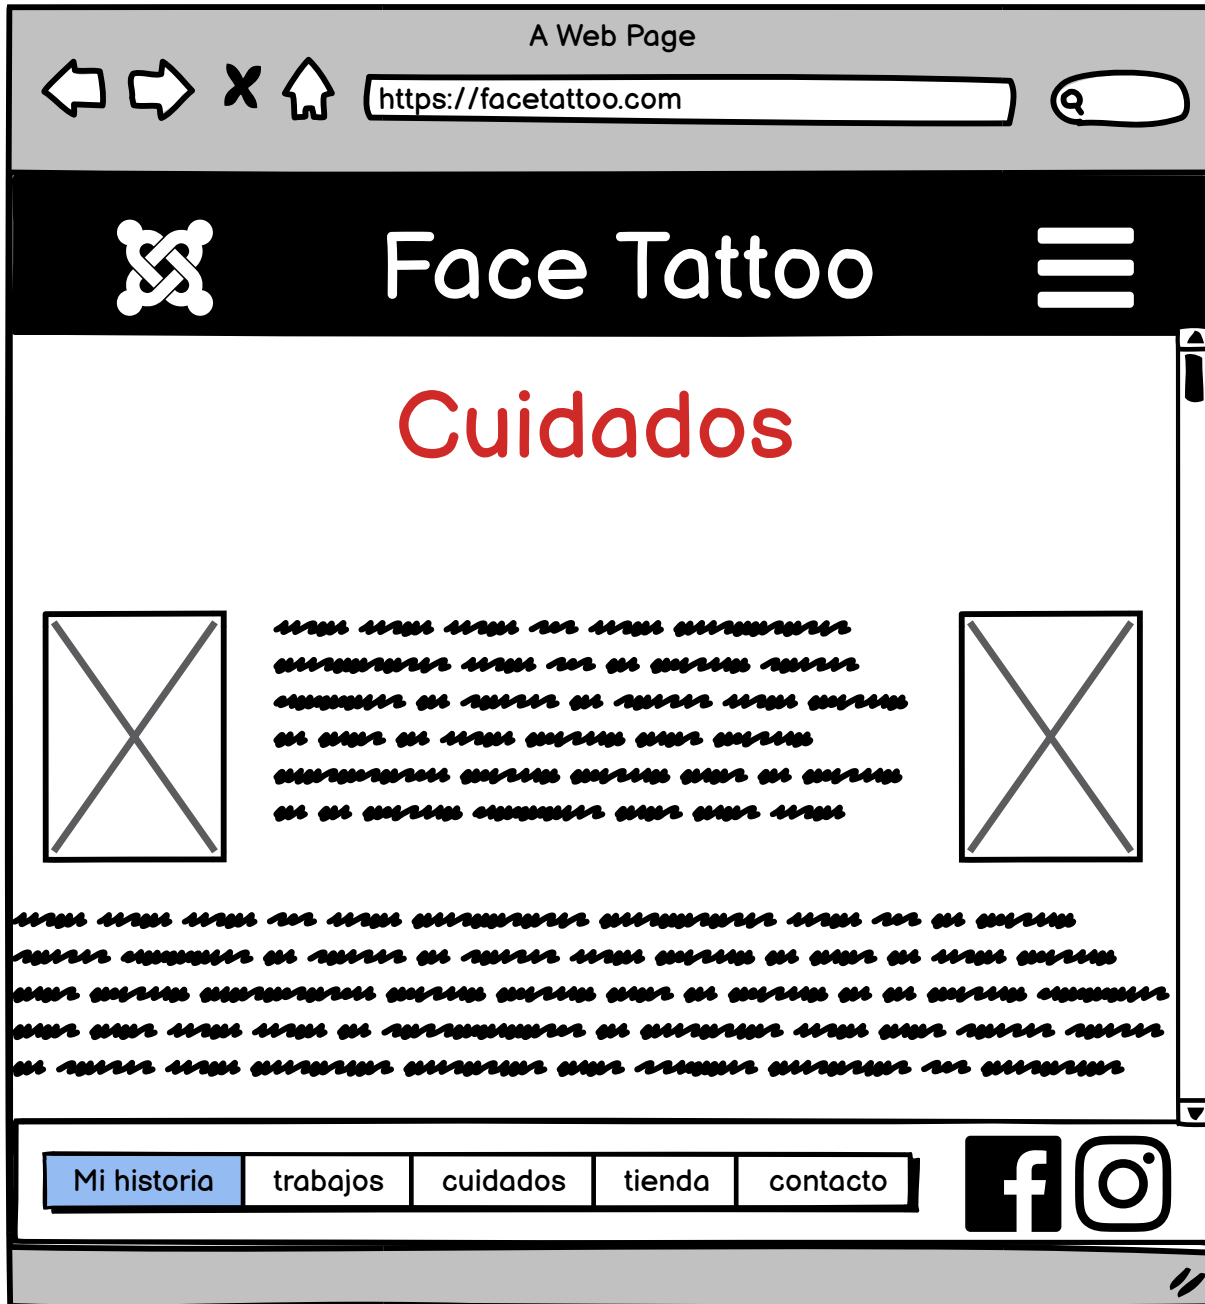 A Web Page
https://facetattoo.com
Face Tattoo
Cuidados
Mi historia trabajos cuidados tienda contacto